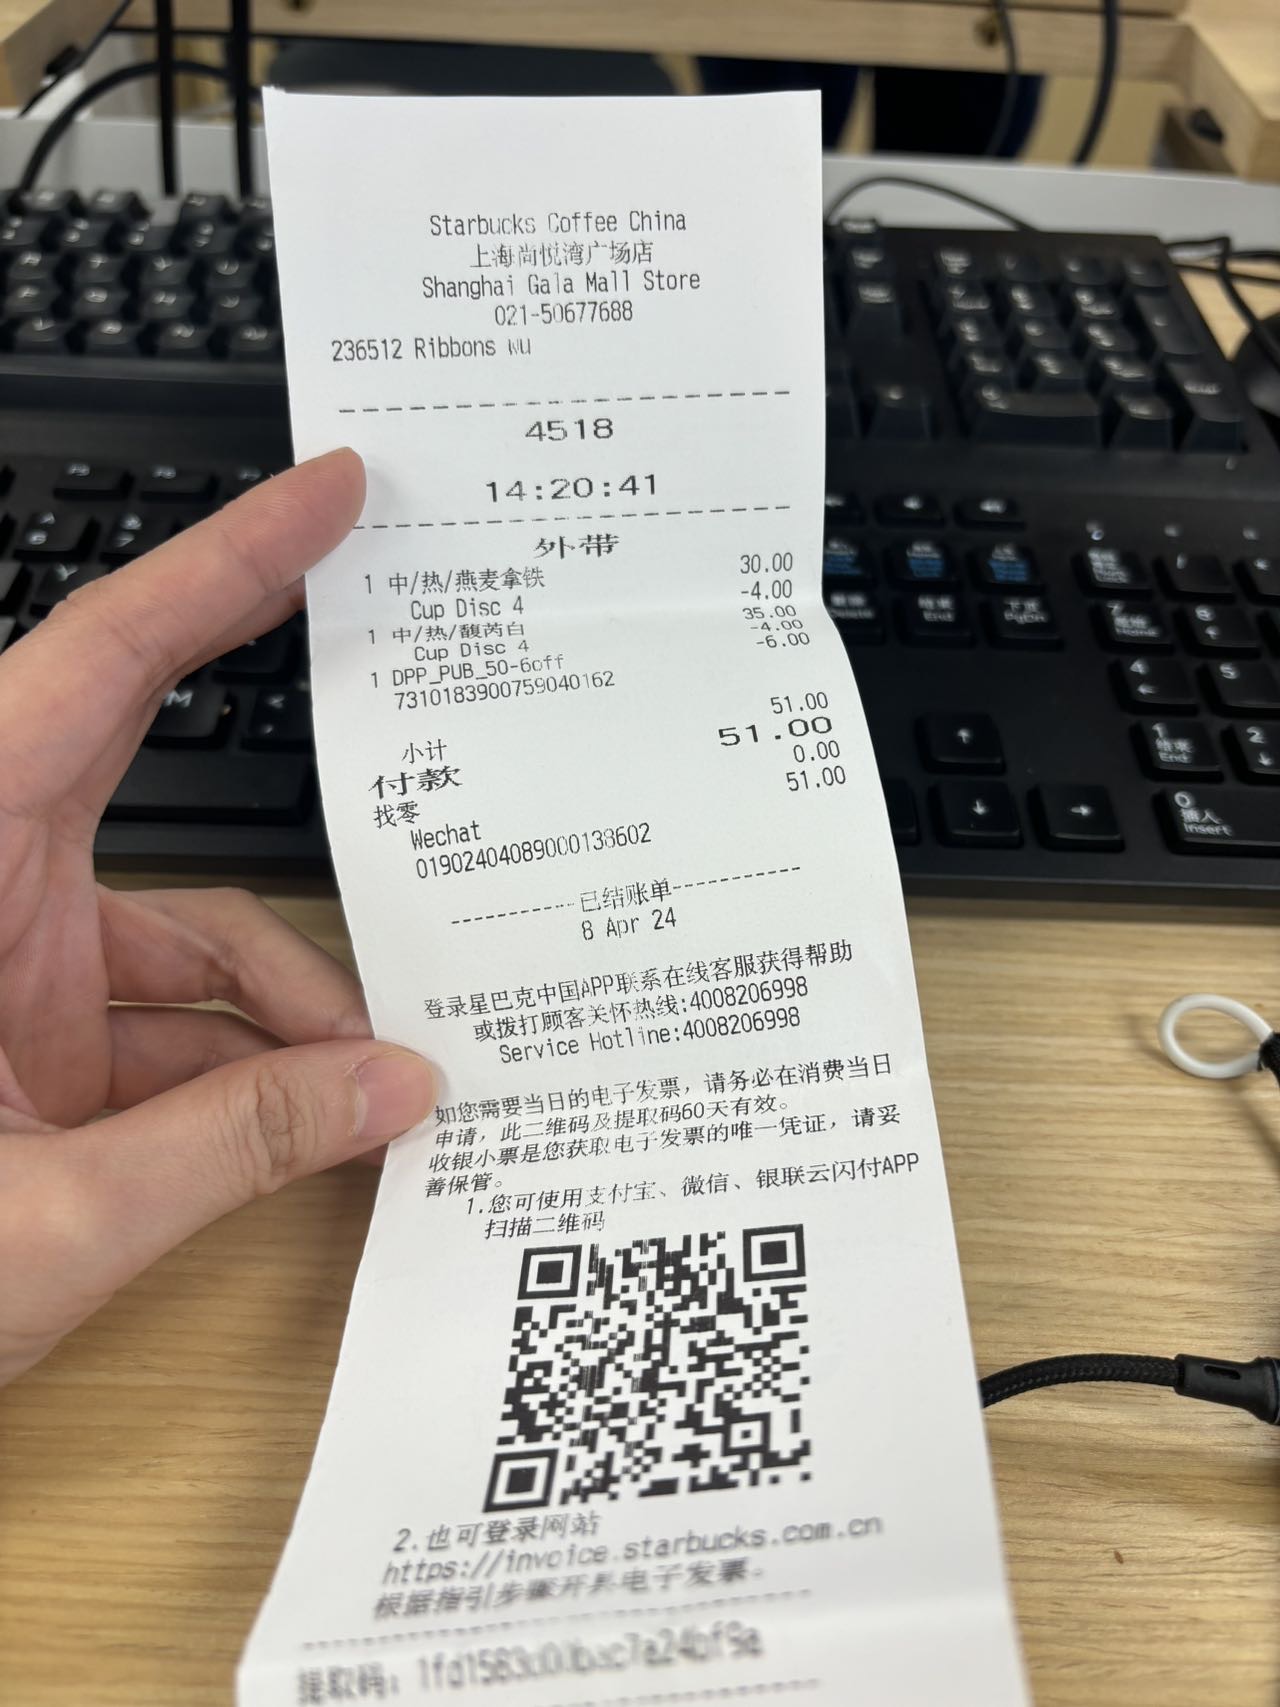 Starbucks Coffee China
上海尚悦湾广场店
Shanghai Gala Mall Store
021-50677688
236512 Ribbons wu
4518
14:20:41
外带
1 中/热/燕麦拿铁 30.00
Cup Disc 4 -4.00
1 中/热/馥芮白 35.00
Cup Disc 4 -4.00
1 DPP_PUB_50-6off -6.00
7310183900759040162
小计 51.00
付款 51.00
找零 0.00
Wechat 51.00
01902404089000138602
-----------已结账单-----------
8 Apr 24
登录星巴克中国APP联系在线客服获得帮助
或拨打顾客关怀热线:4008206998
Service Hotline:4008206998
如您需要当日的电子发票，请务必在消费当日
申请，此二维码及提取码60天有效。
收银小票是您获取电子发票的唯一凭证，请妥
善保管。
1.您可使用支付宝、微信、银联云闪付APP
扫描二维码
2.也可登录网站
https://invoice.starbucks.com.cn
根据指引步骤开具电子发票。
提取码: